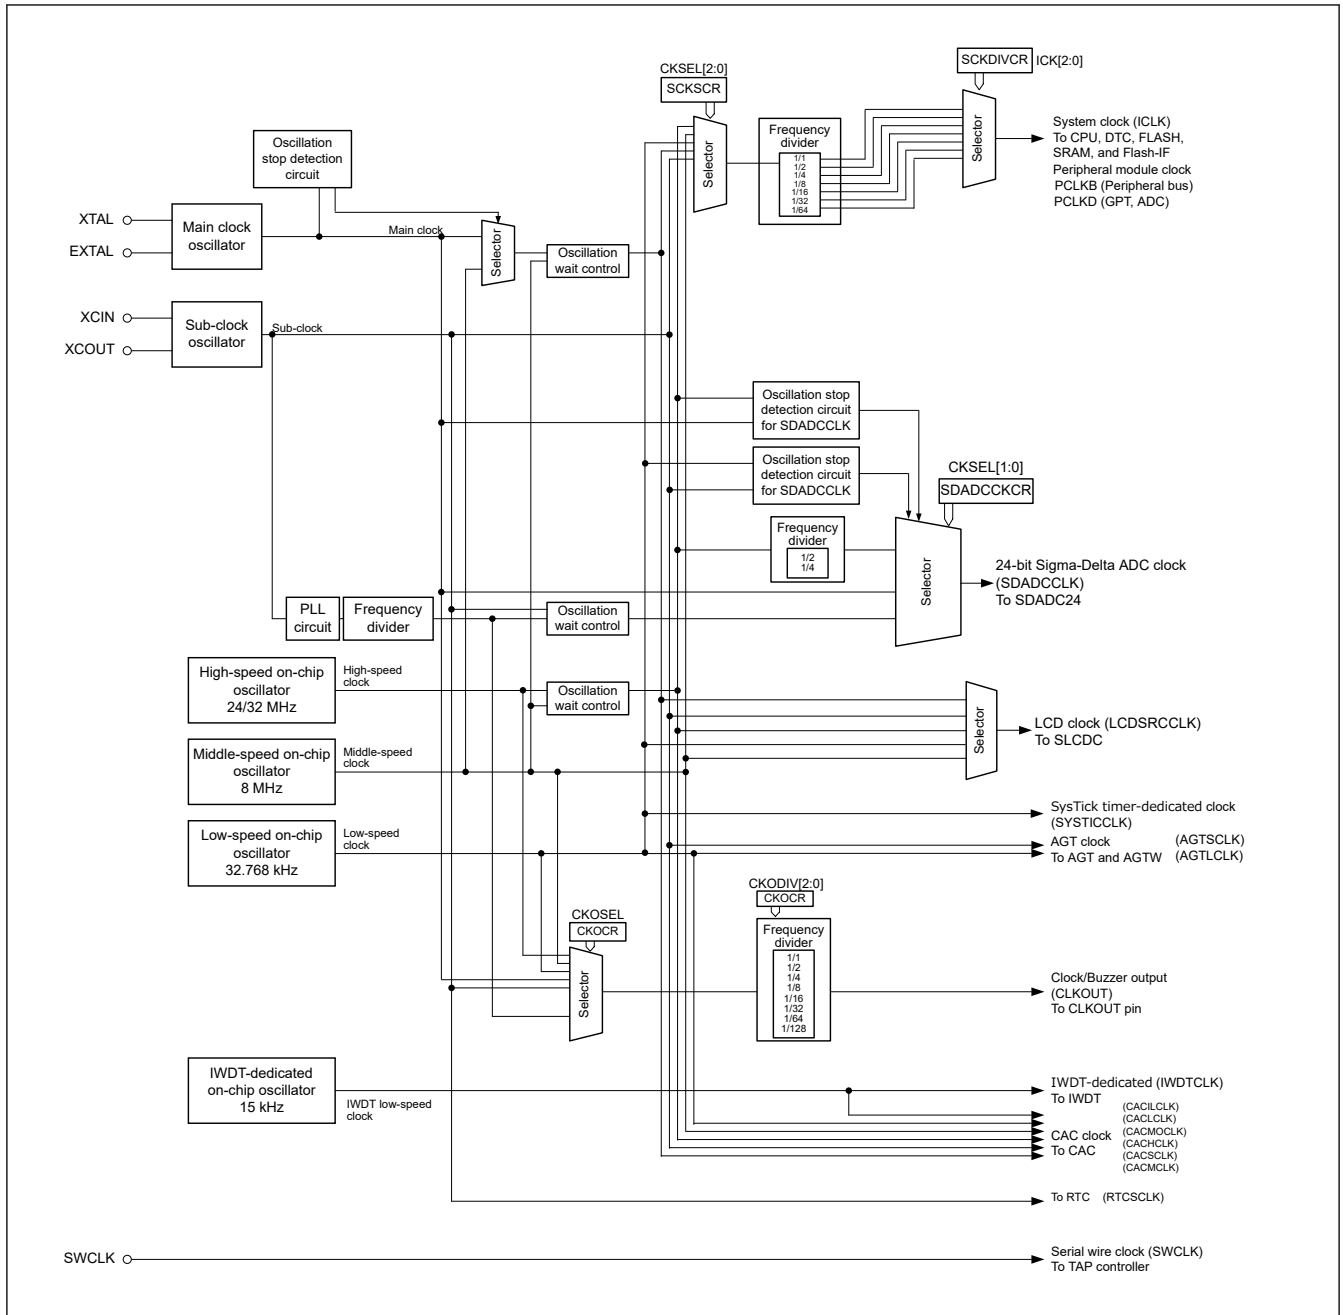 CKSEL[2:0]
SCKSCR
SCKDIVCR
ICK[2:0]
Selector
Frequency
divider
1/1
1/2
1/4
1/8
1/16
1/32
1/64
Selector
System clock (ICLK)
To CPU, DTC, FLASH,
SRAM, and Flash-IF
Peripheral module clock
PCLKB (Peripheral bus)
PCLKD (GPT, ADC)
Oscillation
stop detection
circuit
XTAL
EXTAL
Main clock
oscillator
Main clock
Selector
Oscillation
wait control
XCIN
XCOUT
Sub-clock
oscillator
Sub-clock
Oscillation stop
detection circuit
for SDADCCLK
Oscillation stop
detection circuit
for SDADCCLK
CKSEL[1:0]
SDADCCKCR
Frequency
divider
1/2
1/4
Selector
24-bit Sigma-Delta ADC clock
(SDADCCLK)
To SDADC24
PLL
circuit
Frequency
divider
Oscillation
wait control
High-speed on-chip
oscillator
24/32 MHz
High-speed
clock
Oscillation
wait control
Selector
LCD clock (LCDSRCCLK)
To SLCDC
Middle-speed on-chip
oscillator
8 MHz
Middle-speed
clock
Low-speed on-chip
oscillator
32.768 kHz
Low-speed
clock
SysTick timer-dedicated clock
(SYSTICCLK)
AGT clock (AGTSCLK)
To AGT and AGTW (AGTLCLK)
CKOSEL
CKOCR
Selector
CKODIV[2:0]
CKOCR
Frequency
divider
1/1
1/2
1/4
1/8
1/16
1/32
1/64
1/128
Clock/Buzzer output
(CLKOUT)
To CLKOUT pin
IWDT-dedicated
on-chip oscillator
15 kHz
IWDT low-speed
clock
IWDT-dedicated (IWDTCLK)
To IWDT
CAC clock
To CAC
(CACILCLK)
(CACLCLK)
(CACMOCLK)
(CACHCLK)
(CACSCLK)
(CACMCLK)
To RTC (RTCSCLK)
SWCLK
Serial wire clock (SWCLK)
To TAP controller